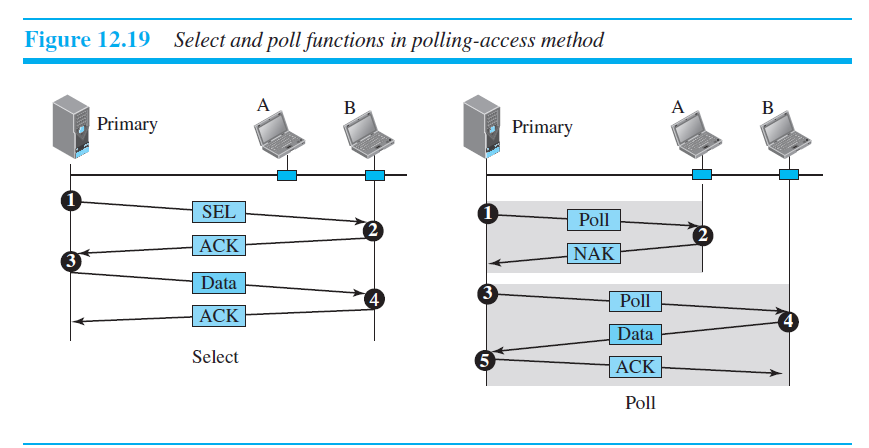 Figure 12.19 Select and poll functions in polling-access method
Primary
A
B
1
SEL
2
ACK
3
Data
4
ACK
Select
Primary
A
B
1
Poll
2
NAK
3
Poll
4
Data
5
ACK
Poll